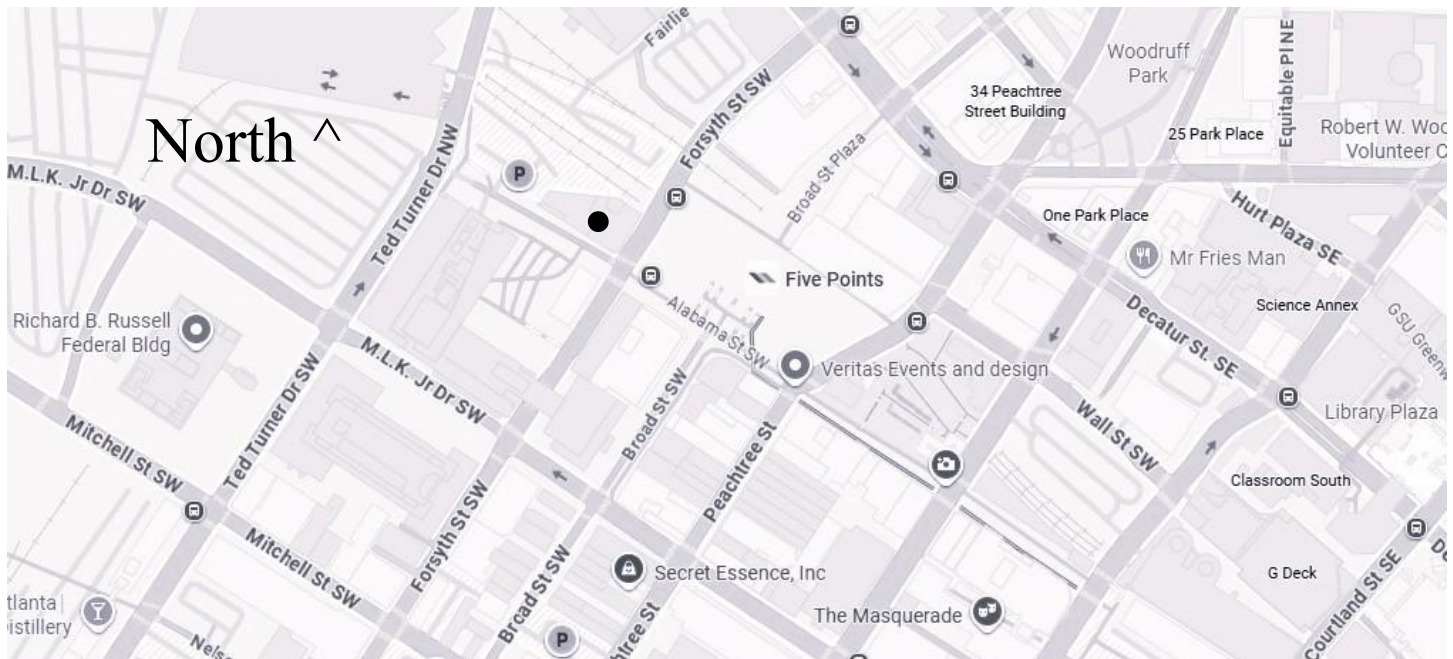 Fairlie
Woodruff
Park
Equitable Pl NE
34 Peachtree
Street Building
25 Park Place
Robert W. Woo
Volunteer C
North ^
Forsyth St SW
P
Ted Turner Dr NW
M.L.K. Jr Dr SW
Broad St Plaza
One Park Place
Hurt Plaza SE
Mr Fries Man
Five Points
Science Annex
Richard B. Russell
Federal Bldg
Alabama St SW
Decatur St. SE
GSU Greenw
M.L.K. Jr Dr SW
Veritas Events and design
Ted Turner Dr SW
Broad St SW
Library Plaza
Wall St SW
Mitchell St SW
Peachtree St
Classroom South
Forsyth St SW
Mitchell St SW
Secret Essence, Inc
G Deck
Broad St SW
tlanta
istillery
The Masquerade
P
htree St
Courtland St SE
Nels